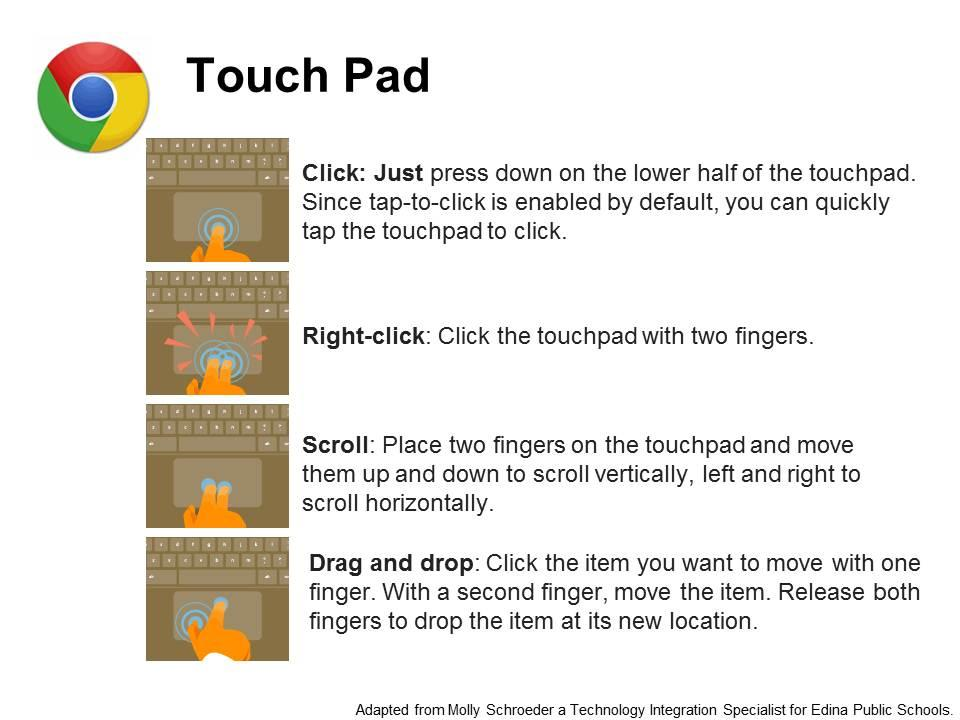 Touch Pad
Click: Just press down on the lower half of the touchpad.
Since tap-to-click is enabled by default, you can quickly
tap the touchpad to click.
Right-click: Click the touchpad with two fingers.
Scroll: Place two fingers on the touchpad and move
them up and down to scroll vertically, left and right to
scroll horizontally.
Drag and drop: Click the item you want to move with one
finger. With a second finger, move the item. Release both
fingers to drop the item at its new location.
Adapted from Molly Schroeder a Technology Integration Specialist for Edina Public Schools.